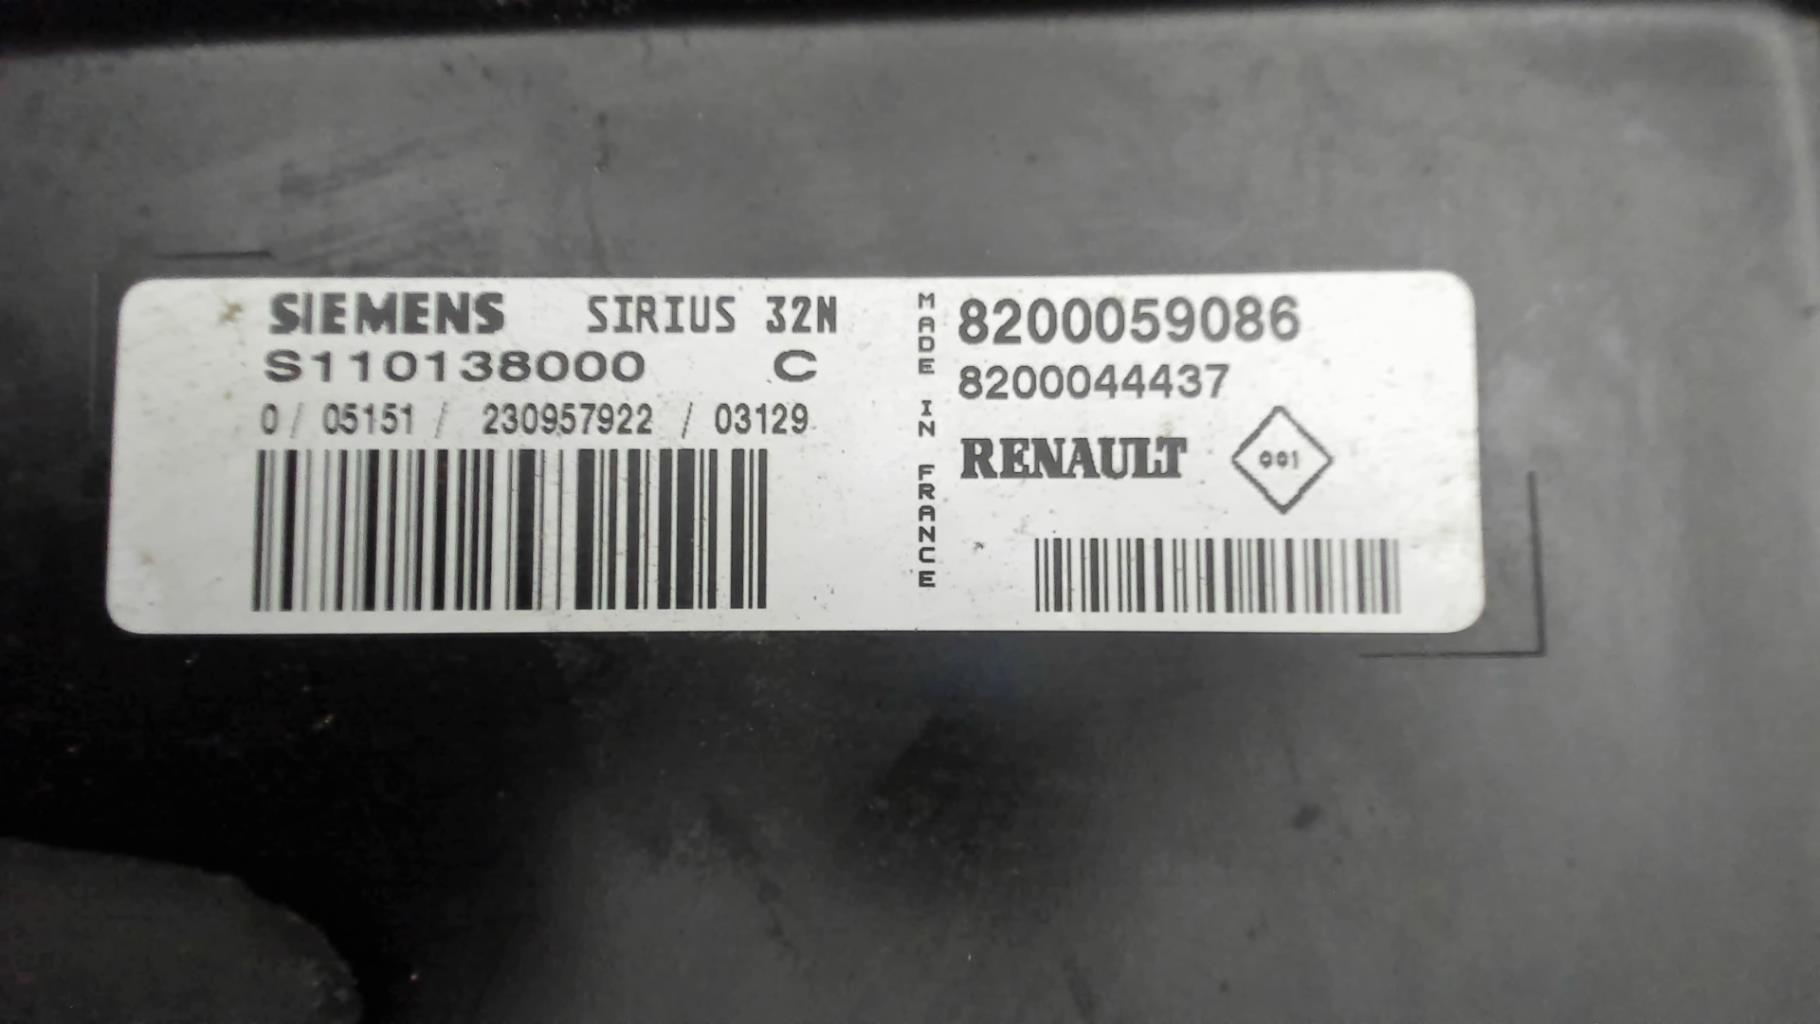 SIEMENS SIRIUS 32N
S110138000 C
0 / 05151 / 230957922 / 03129
MADE IN FRANCE
8200059086
8200044437
RENAULT 001